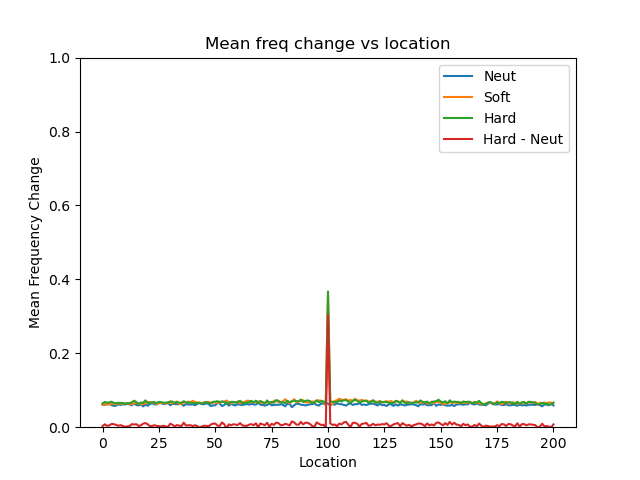 Mean freq change vs location
1.0
0.8
0.6
0.4
0.2
0.0
Mean Frequency Change
Neut
Soft
Hard
Hard - Neut
0
25
50
75
100
125
150
175
200
Location